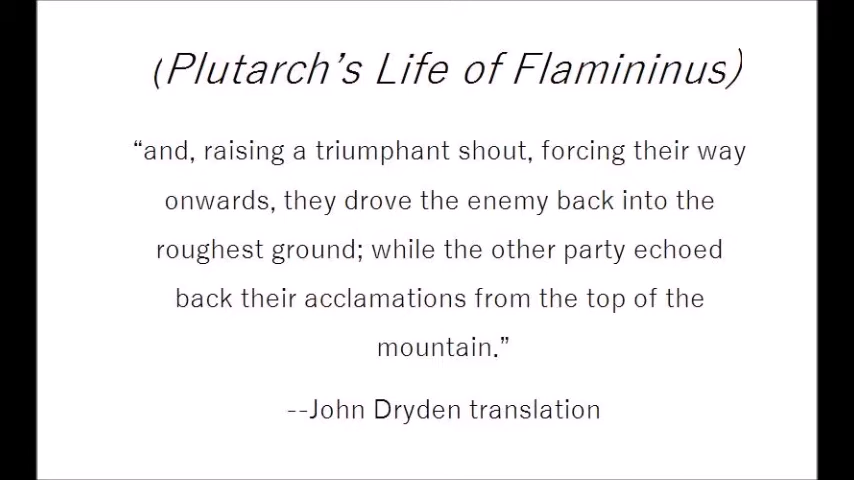 (Plutarch’s Life of Flamininus)
“and, raising a triumphant shout, forcing their way
onwards, they drove the enemy back into the
roughest ground; while the other party echoed
back their acclamations from the top of the
mountain.”
--John Dryden translation